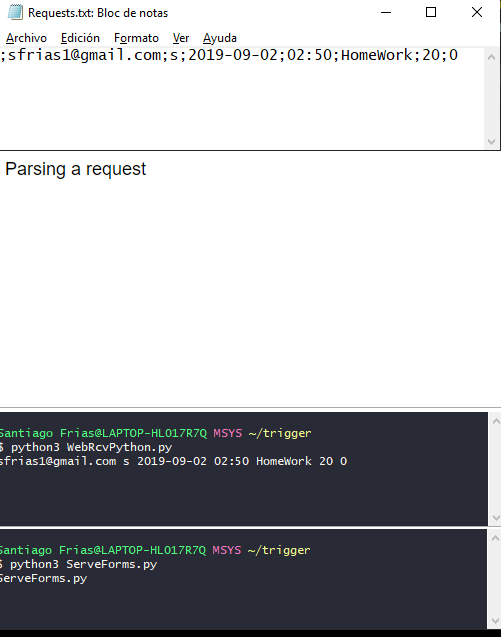 Requests.txt: Bloc de notas
Archivo Edición Formato Ver Ayuda
;sfrias1@gmail.com;s;2019-09-02;02:50;HomeWork;20;0
Parsing a request
Santiago Frias@LAPTOP-HLO17R7Q MSYS ~/trigger
$ python3 WebRcvPython.py
sfrias1@gmail.com s 2019-09-02 02:50 HomeWork 20 0
Santiago Frias@LAPTOP-HLO17R7Q MSYS ~/trigger
$ python3 ServeForms.py
ServeForms.py